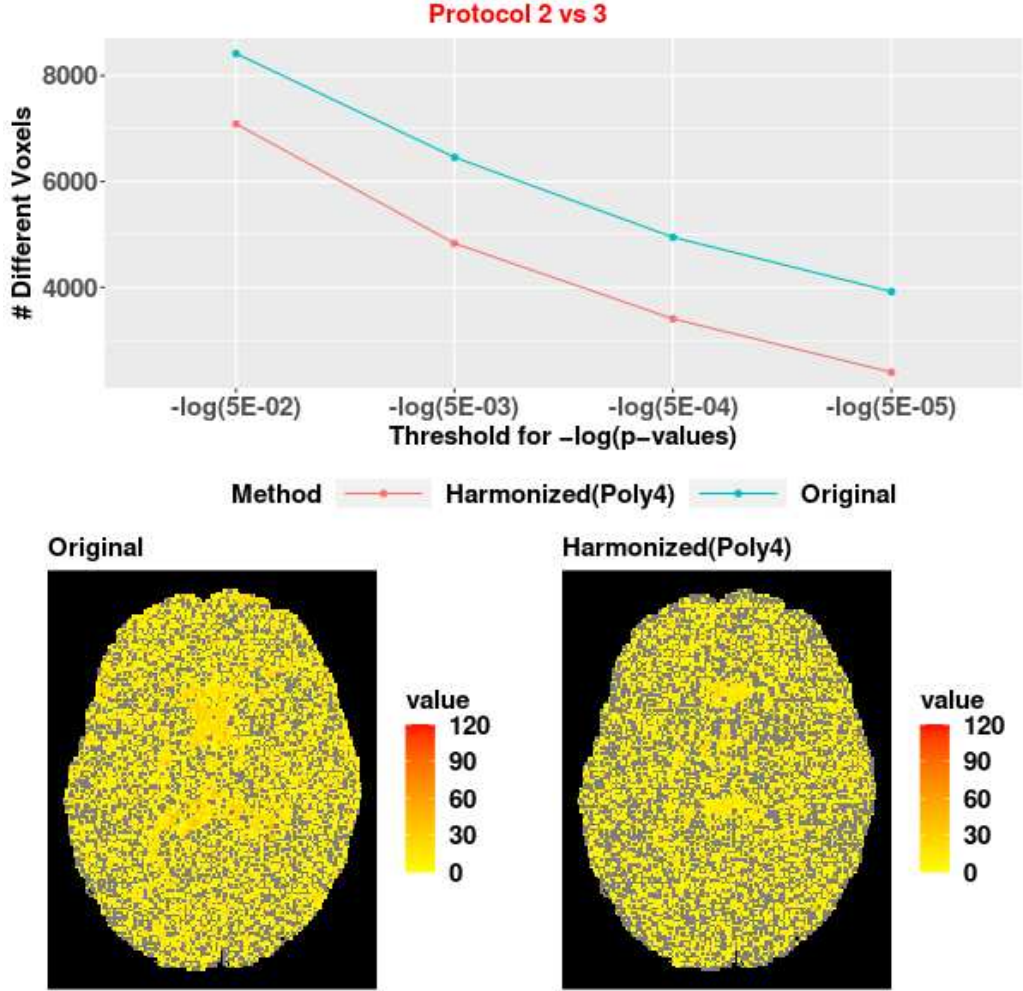 Protocol 2 vs 3
# Different Voxels
8000
6000
4000
-log(5E-02) -log(5E-03) -log(5E-04) -log(5E-05)
Threshold for −log(p−values)
Method Harmonized(Poly4) Original
Original
value
120
90
60
30
0
Harmonized(Poly4)
value
120
90
60
30
0